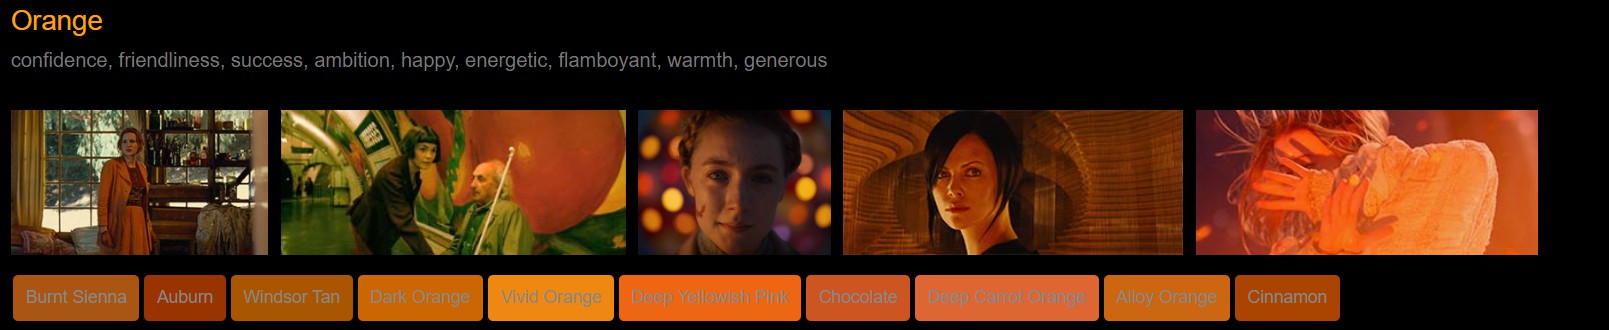 Orange
confidence, friendliness, success, ambition, happy, energetic, flamboyant, warmth, generous
Burnt Sienna Auburn Windsor Tan Dark Orange Vivid Orange Deep Yellowish Pink Chocolate Deep Carrot Orange Alloy Orange Cinnamon